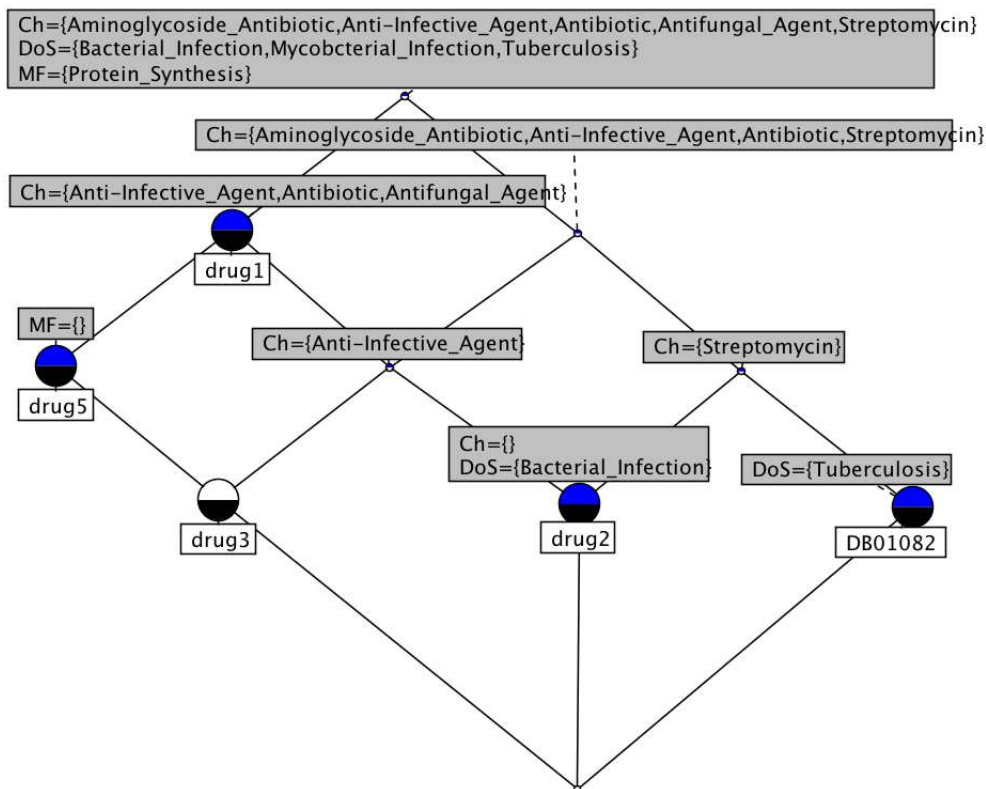 Ch={Aminoglycoside_Antibiotic,Anti-Infective_Agent,Antibiotic,Antifungal_Agent,Streptomycin}
DoS={Bacterial_Infection,Mycobcterial_Infection,Tuberculosis}
MF={Protein_Synthesis}
Ch={Aminoglycoside_Antibiotic,Anti-Infective_Agent,Antibiotic,Streptomycin}
Ch={Anti-Infective_Agent,Antibiotic,Antifungal_Agent}
drug1
MF={}
Ch={Anti-Infective_Agent}
Ch={Streptomycin}
drug5
Ch={}
DoS={Bacterial_Infection}
DoS={Tuberculosis}
drug3
drug2
DB01082